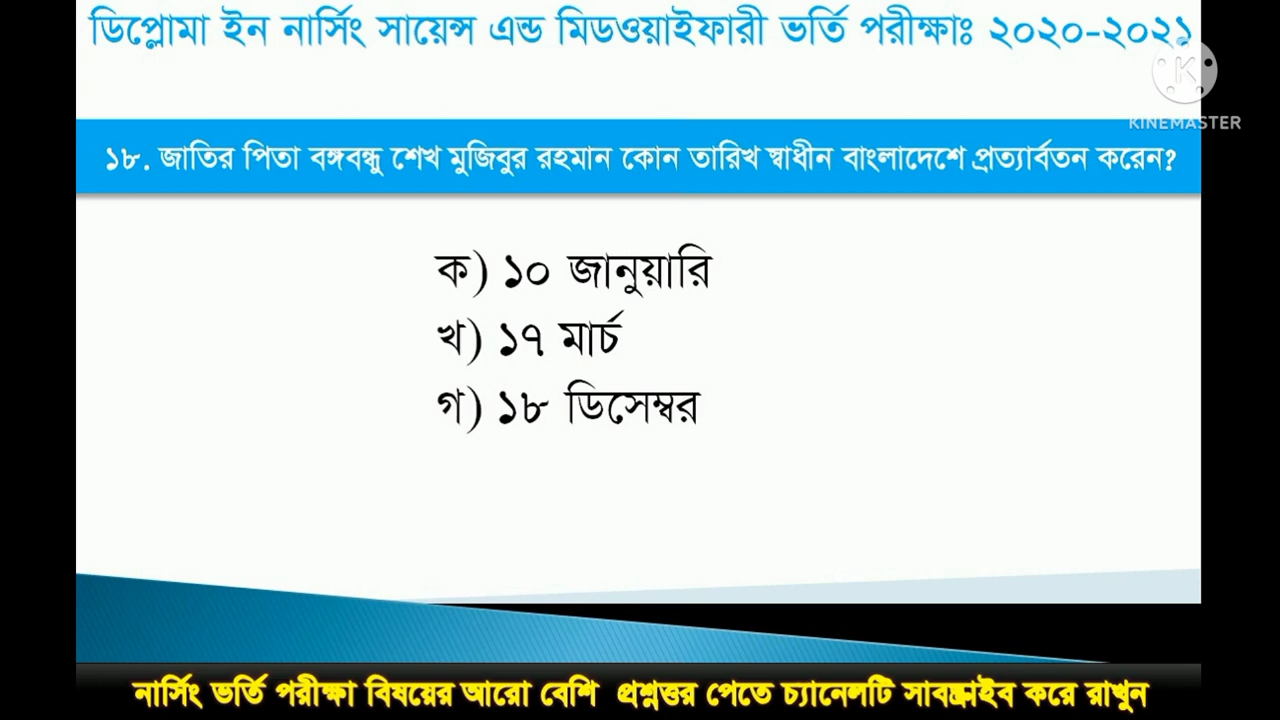 ডিপ্লোমা ইন নার্সিং সায়েন্স এন্ড মিডওয়াইফারী ভর্তি পরীক্ষাঃ ২০২০-২০২১
KINEMASTER
১৮. জাতির পিতা বঙ্গবন্ধু শেখ মুজিবুর রহমান কোন তারিখ স্বাধীন বাংলাদেশে প্রত্যার্বতন করেন?
ক) ১০ জানুয়ারি
খ) ১৭ মার্চ
গ) ১৮ ডিসেম্বর
নার্সিং ভর্তি পরীক্ষা বিষয়ের আরো বেশি প্রশ্নত্তর পেতে চ্যানেলটি সাবস্ক্রাইব করে রাখুন